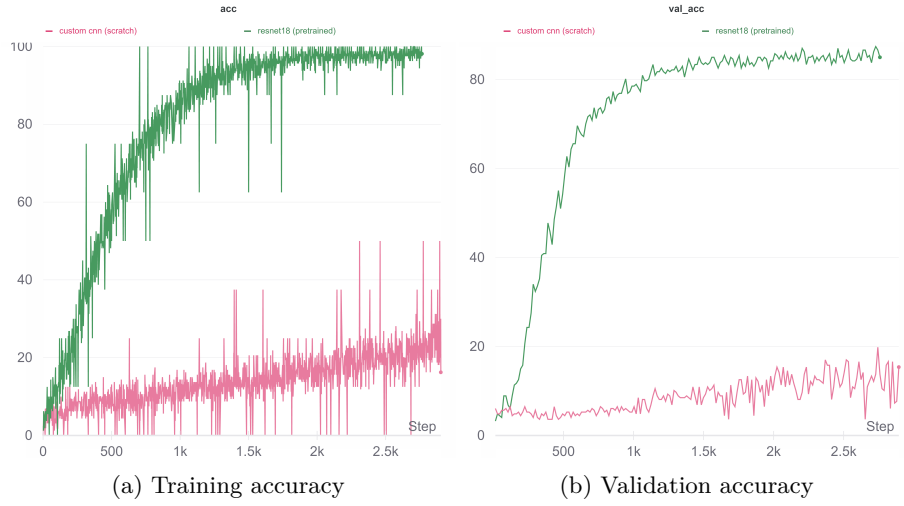 acc
custom cnn (scratch) resnet18 (pretrained)
100
80
60
40
20
0
Step
0 500 1k 1.5k 2k 2.5k
(a) Training accuracy
val_acc
custom cnn (scratch) resnet18 (pretrained)
80
60
40
20
0
Step
500 1k 1.5k 2k 2.5k
(b) Validation accuracy